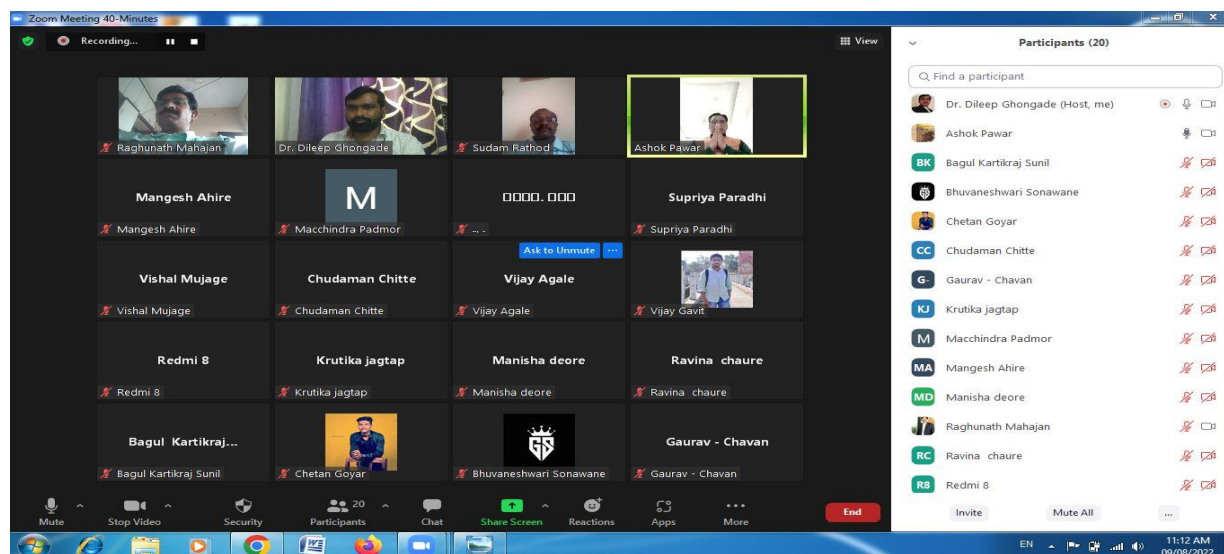 Zoom Meeting 40-Minutes
Recording...
View
Raghunath Mahajan
Dr. Dileep Ghongade
Sudam Rathod
Ashok Pawar
Mangesh Ahire
M
Supriya Paradhi
Mangesh Ahire
Macchindra Padmor
Supriya Paradhi
Ask to Unmute ...
Vishal Mujage
Chudaman Chitte
Vijay Agale
Vishal Mujage
Chudaman Chitte
Vijay Agale
Vijay Gavit
Redmi 8
Krutika jagtap
Manisha deore
Ravina chaure
Redmi 8
Krutika jagtap
Manisha deore
Ravina chaure
Bagul Kartikraj...
GS
Gaurav - Chavan
Bagul Kartikraj Sunil
Chetan Goyar
Bhuvaneshwari Sonawane
Gaurav - Chavan
Mute
Stop Video
Security
20
Participants
Chat
Share Screen
Reactions
Apps
More
End
Participants (20)
Find a participant
Dr. Dileep Ghongade (Host, me)
Ashok Pawar
BK Bagul Kartikraj Sunil
Bhuvaneshwari Sonawane
Chetan Goyar
CC Chudaman Chitte
G- Gaurav - Chavan
KJ Krutika jagtap
M Macchindra Padmor
MA Mangesh Ahire
MD Manisha deore
Raghunath Mahajan
RC Ravina chaure
R8 Redmi 8
Invite
Mute All
...
EN
11:12 AM
09/08/2022